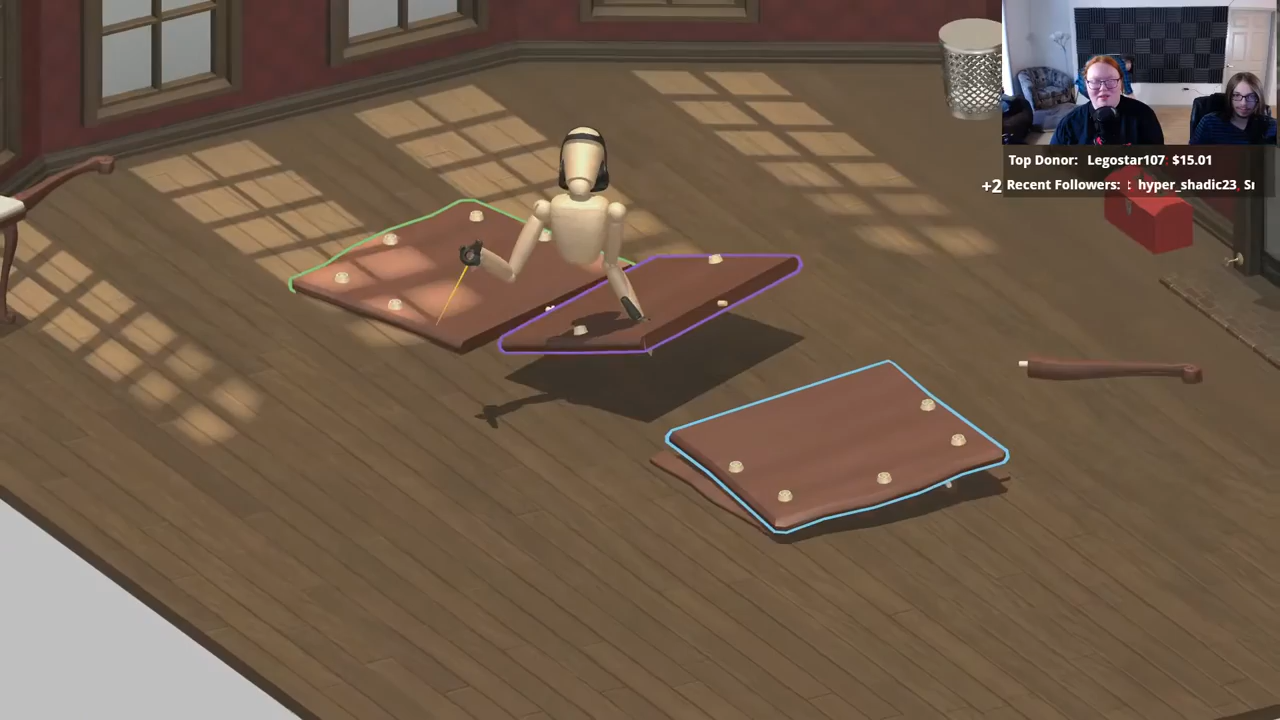 Top Donor: Legostar107 $15.01
+2 Recent Followers: : hyper_shadic23